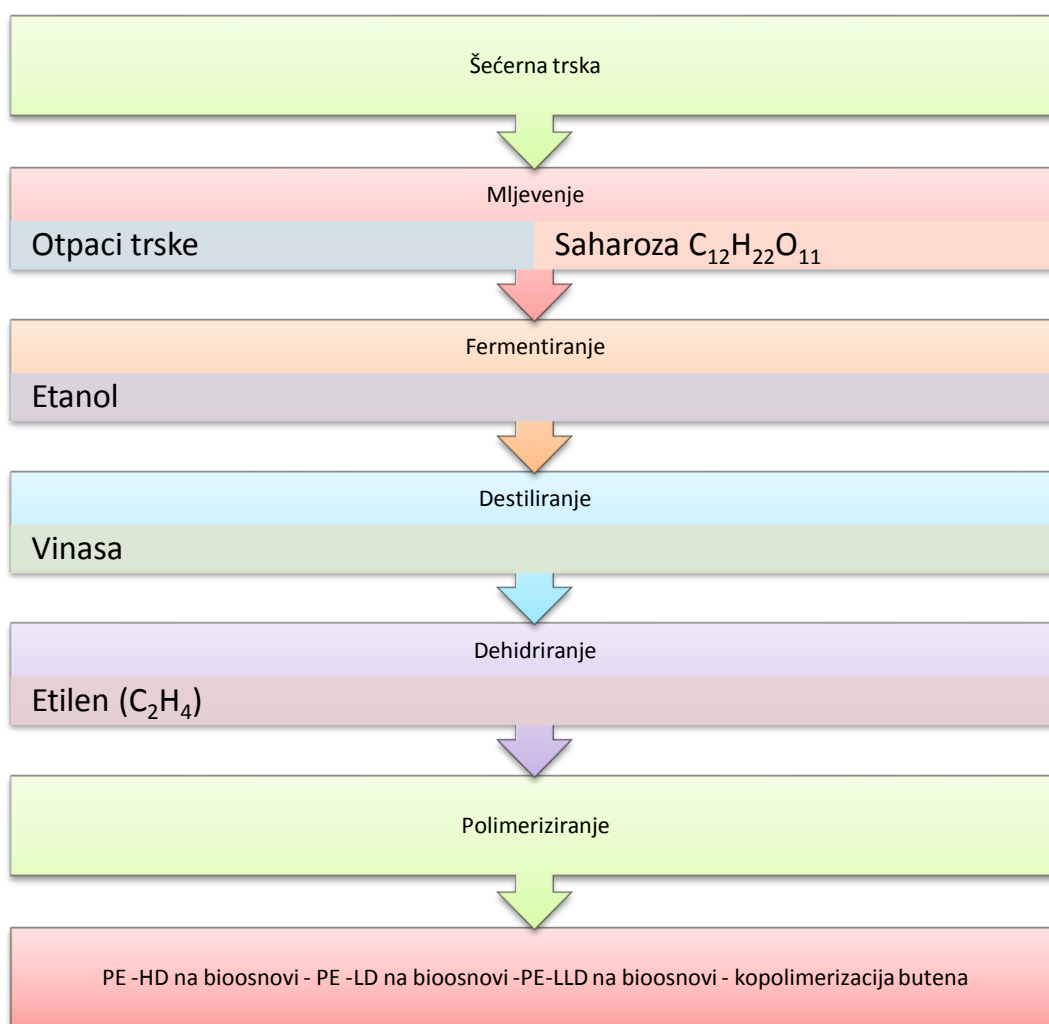 Šećerna trska
Mljevenje
Otpaci trske
Saharoza C₁₂H₂₂O₁₁
Fermentiranje
Etanol
Destiliranje
Vinasa
Dehidriranje
Etilen (C₂H₄)
Polimeriziranje
PE -HD na bioosnovi - PE -LD na bioosnovi -PE-LLD na bioosnovi - kopolimerizacija butena